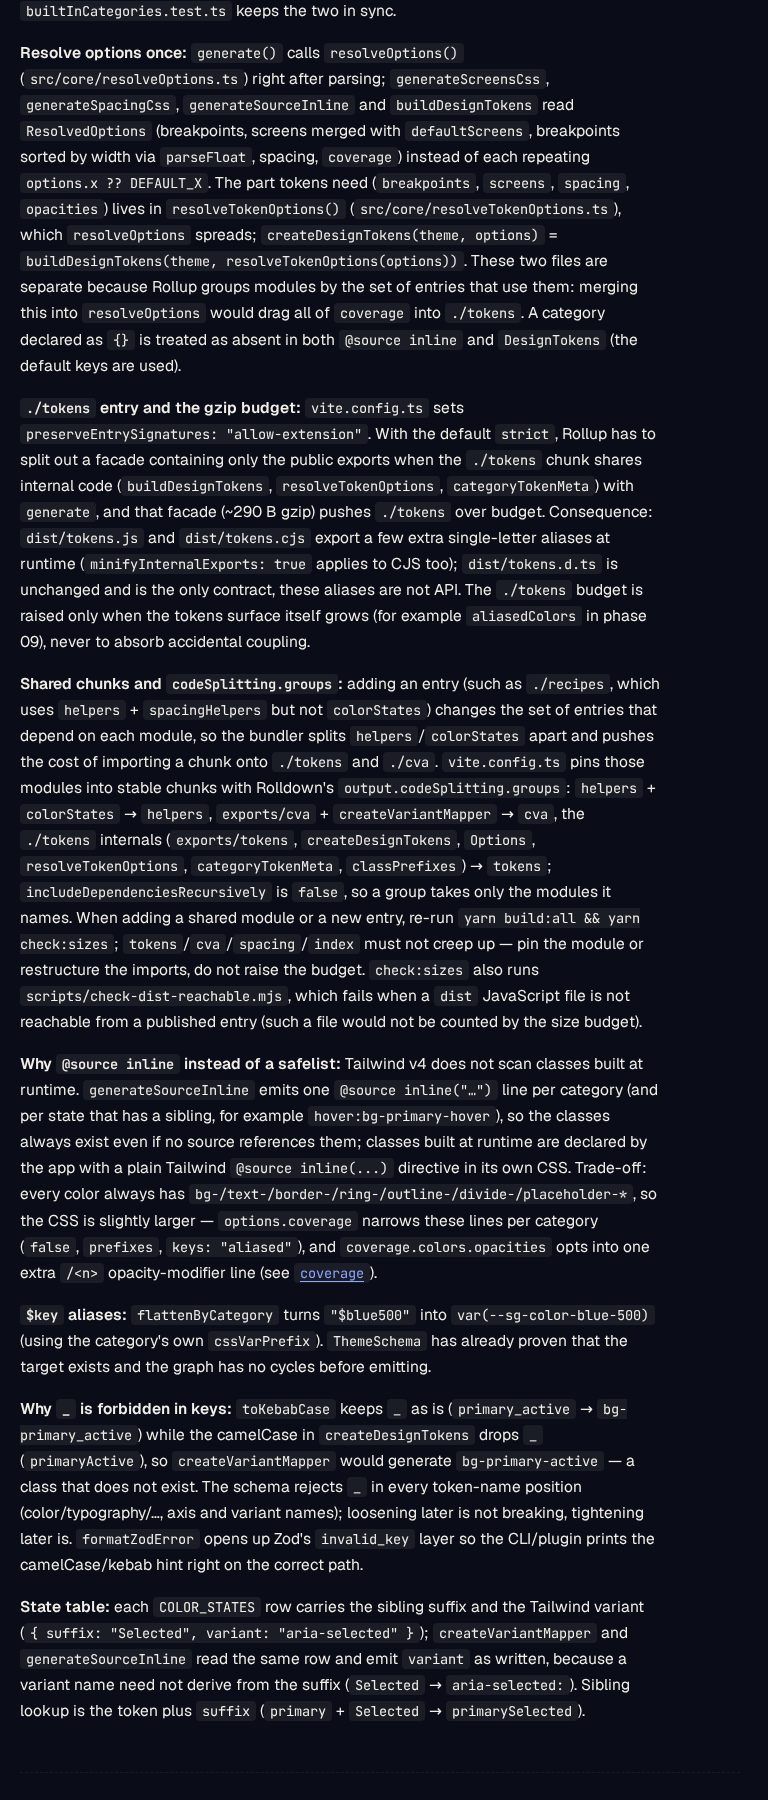 builtInCategories.test.ts keeps the two in sync.
Resolve options once: generate() calls resolveOptions()
(src/core/resolveOptions.ts) right after parsing; generateScreensCss,
generateSpacingCss, generateSourceInline and buildDesignTokens read
ResolvedOptions (breakpoints, screens merged with defaultScreens, breakpoints
sorted by width via parseFloat, spacing, coverage) instead of each repeating
options.x ?? DEFAULT_X. The part tokens need (breakpoints, screens, spacing,
opacities) lives in resolveTokenOptions() (src/core/resolveTokenOptions.ts),
which resolveOptions spreads; createDesignTokens(theme, options) =
buildDesignTokens(theme, resolveTokenOptions(options)). These two files are
separate because Rollup groups modules by the set of entries that use them: merging
this into resolveOptions would drag all of coverage into ./tokens. A category
declared as {} is treated as absent in both @source inline and DesignTokens (the
default keys are used).
./tokens entry and the gzip budget: vite.config.ts sets
preserveEntrySignatures: "allow-extension". With the default strict, Rollup has to
split out a facade containing only the public exports when the ./tokens chunk shares
internal code (buildDesignTokens, resolveTokenOptions, categoryTokenMeta) with
generate, and that facade (~290 B gzip) pushes ./tokens over budget. Consequence:
dist/tokens.js and dist/tokens.cjs export a few extra single-letter aliases at
runtime (minifyInternalExports: true applies to CJS too); dist/tokens.d.ts is
unchanged and is the only contract, these aliases are not API. The ./tokens budget is
raised only when the tokens surface itself grows (for example aliasedColors in phase
09), never to absorb accidental coupling.
Shared chunks and codeSplitting.groups: adding an entry (such as ./recipes, which
uses helpers + spacingHelpers but not colorStates) changes the set of entries that
depend on each module, so the bundler splits helpers/colorStates apart and pushes
the cost of importing a chunk onto ./tokens and ./cva. vite.config.ts pins those
modules into stable chunks with Rolldown's output.codeSplitting.groups: helpers +
colorStates → helpers, exports/cva + createVariantMapper → cva, the
./tokens internals (exports/tokens, createDesignTokens, Options,
resolveTokenOptions, categoryTokenMeta, classPrefixes) → tokens;
includeDependenciesRecursively is false, so a group takes only the modules it
names. When adding a shared module or a new entry, re-run yarn build:all && yarn
check:sizes; tokens/cva/spacing/index must not creep up — pin the module or
restructure the imports, do not raise the budget. check:sizes also runs
scripts/check-dist-reachable.mjs, which fails when a dist JavaScript file is not
reachable from a published entry (such a file would not be counted by the size budget).
Why @source inline instead of a safelist: Tailwind v4 does not scan classes built at
runtime. generateSourceInline emits one @source inline("…") line per category (and
per state that has a sibling, for example hover:bg-primary-hover), so the classes
always exist even if no source references them; classes built at runtime are declared by
the app with a plain Tailwind @source inline(...) directive in its own CSS. Trade-off:
every color always has bg-/text-/border-/ring-/outline-/divide-/placeholder-*, so
the CSS is slightly larger — options.coverage narrows these lines per category
(false, prefixes, keys: "aliased"), and coverage.colors.opacities opts into one
extra /<n> opacity-modifier line (see coverage).
$key aliases: flattenByCategory turns "$blue500" into var(--sg-color-blue-500)
(using the category's own cssVarPrefix). ThemeSchema has already proven that the
target exists and the graph has no cycles before emitting.
Why _ is forbidden in keys: toKebabCase keeps _ as is (primary_active → bg-
primary_active) while the camelCase in createDesignTokens drops _
(primaryActive), so createVariantMapper would generate bg-primary-active — a
class that does not exist. The schema rejects _ in every token-name position
(color/typography/…, axis and variant names); loosening later is not breaking, tightening
later is. formatZodError opens up Zod's invalid_key layer so the CLI/plugin prints the
camelCase/kebab hint right on the correct path.
State table: each COLOR_STATES row carries the sibling suffix and the Tailwind variant
({ suffix: "Selected", variant: "aria-selected" }); createVariantMapper and
generateSourceInline read the same row and emit variant as written, because a
variant name need not derive from the suffix (Selected → aria-selected:). Sibling
lookup is the token plus suffix (primary + Selected → primarySelected).